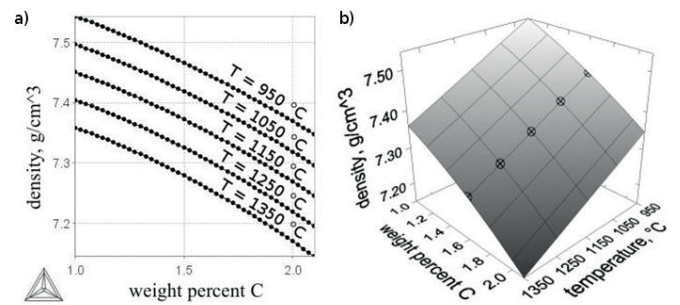 a)
7.5
7.4
7.3
7.2
density, g/cm^3
T = 950 °C
T = 1050 °C
T = 1150 °C
T = 1250 °C
T = 1350 °C
1.0 1.5 2.0
weight percent C
b)
7.50
7.40
7.30
7.20
density, g/cm^3
1.0
1.2
1.4
1.6
1.8
2.0
weight percent C
1350 1250 1150 1050 950
temperature, °C